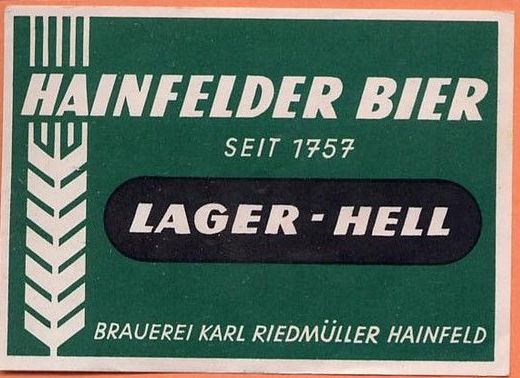 HAINFELDER BIER
SEIT 1757
LAGER - HELL
BRAUEREI KARL RIEDMÜLLER HAINFELD